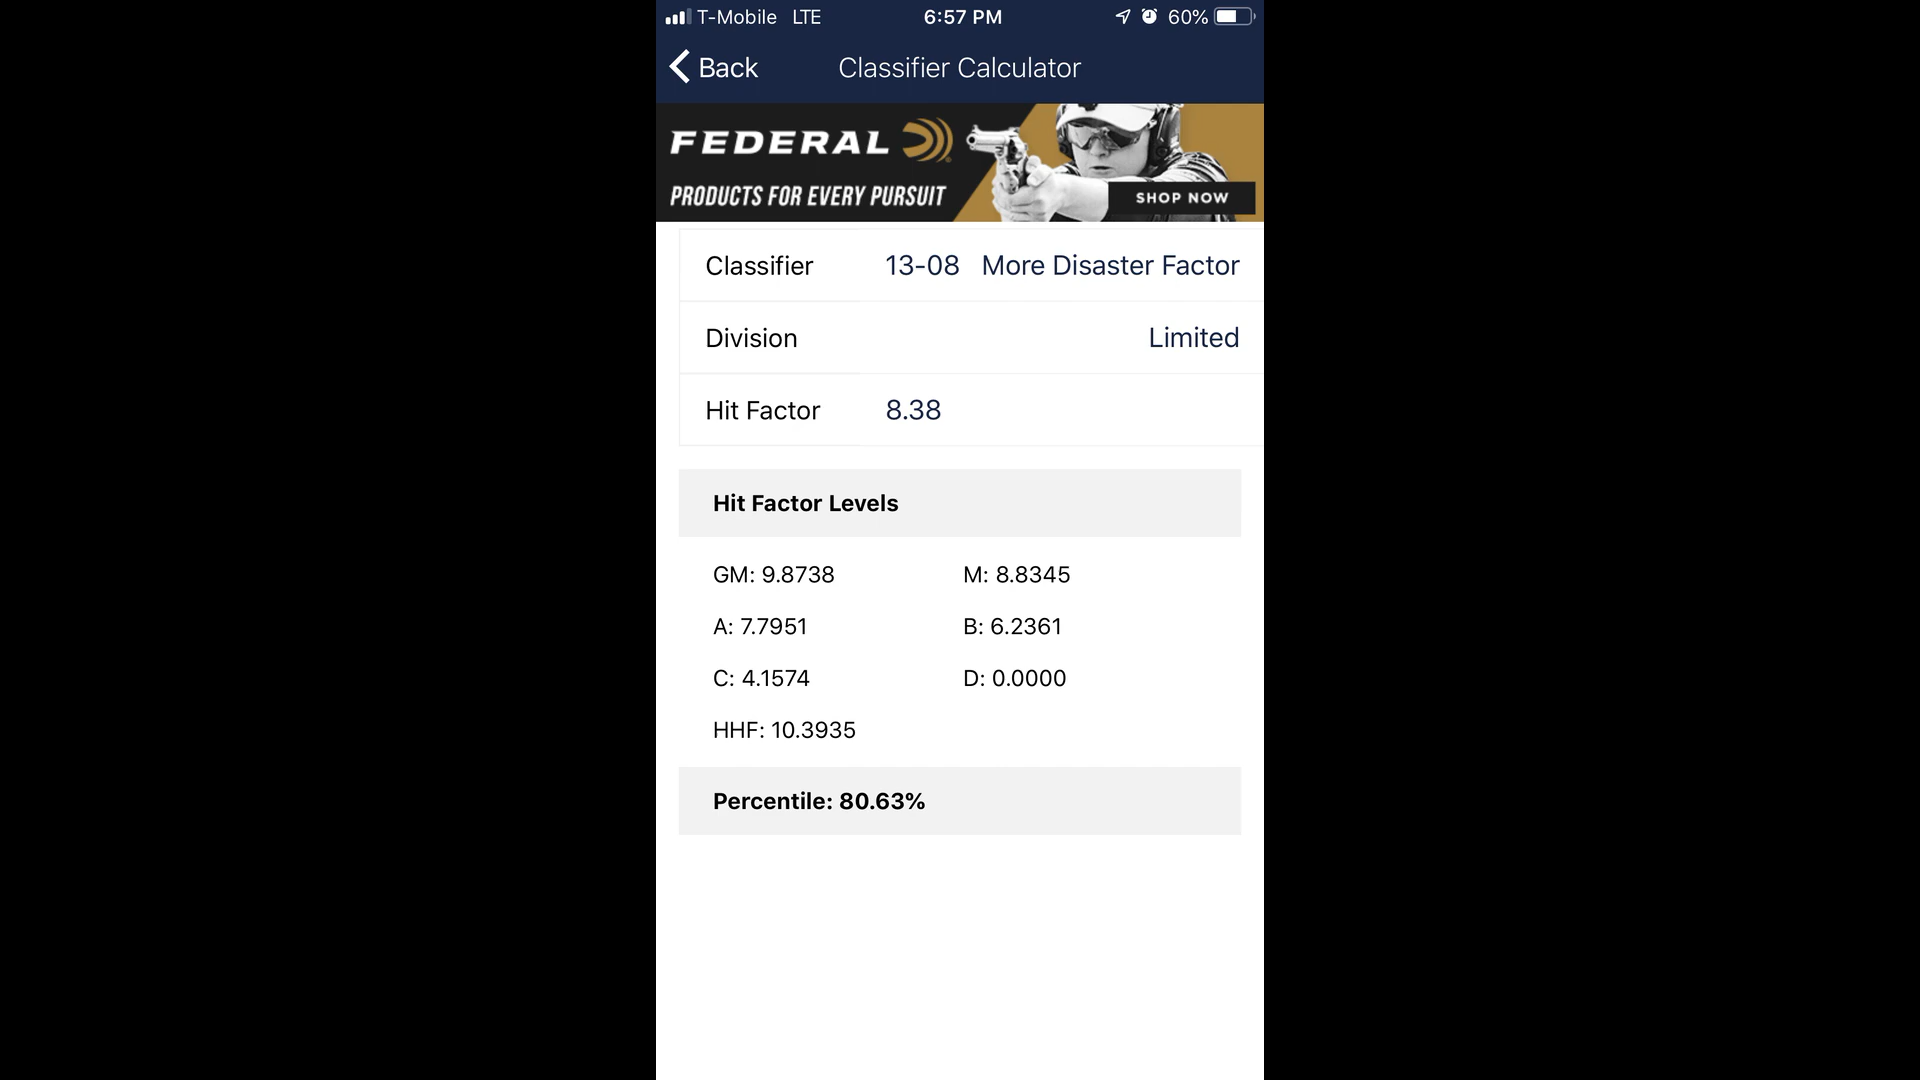 T-Mobile LTE 6:57 PM 60%
Back Classifier Calculator
FEDERAL
PRODUCTS FOR EVERY PURSUIT
SHOP NOW
Classifier 13-08 More Disaster Factor
Division Limited
Hit Factor 8.38
Hit Factor Levels
GM: 9.8738 M: 8.8345
A: 7.7951 B: 6.2361
C: 4.1574 D: 0.0000
HHF: 10.3935
Percentile: 80.63%